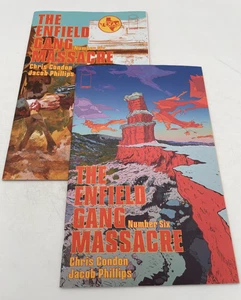 THE
ENFIELD
GANG
MASSACRE
Chris Condon
Jacob Phillips
THE
ENFIELD
GANG
Number Six
MASSACRE
Chris Condon
Jacob Phillips